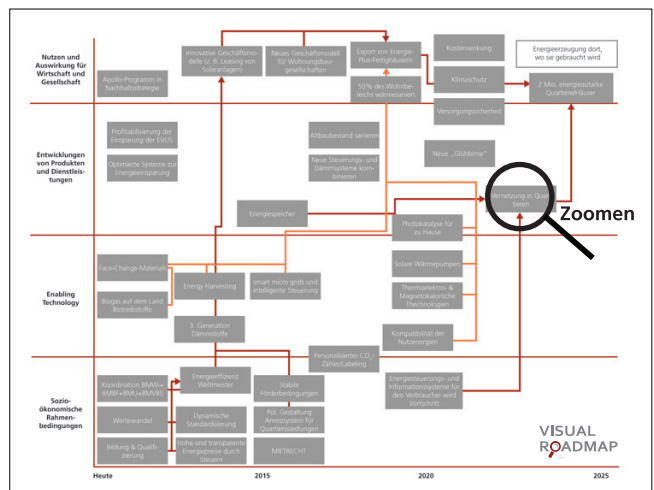 Nutzen und
Auswirkung für
Wirtschaft und
Gesellschaft
Apollo-Programm in
Nachhaltstrategie
Innovative Geschäftsmo-
delle (z. B. Leasing von
Solaranlagen)
Neues Geschäftsmodell
für Wohnungsbau-
gesellschaften
Export von Energie-
Plus-Fertighäusern
50% des Wohnbe-
reichs wärmesaniert
Kostensenkung
Klimaschutz
Versorgungssicherheit
Energieerzeugung dort,
wo sie gebraucht wird
2 Mio. energieautarke
Quartiere/Häuser
Entwicklungen
von Produkten
und Dienstleis-
tungen
Profitabilisierung der
Einsparung der EVUS
Optimierte Systeme zur
Energieeinsparung
Altbaubestand sanieren
Neue Steuerungs- und
Dämmsysteme kom-
binieren
Neue „Glühbirne“
Energiespeicher
Vernetzung in Quar-
tieren
Zoomen
Photokatalyse für
zu Hause
Enabling
Technology
Face-Change-Materials
Biogas auf dem Land
Biotreibstoffe
Energy Harvesting
smart micro grids und
intelligente Steuerung
3. Generation
Dämmstoffe
Solare Wärmepumpen
Thermoelektro- &
Magnetokalorische
Thechnologien
Kompatibilität der
Nutzenergien
Personalisierter CO₂-
Zähler/Labeling
Sozio-
ökonomische
Rahmen-
bedingungen
Koordination BMWi+
BMBF+BMU+BMVBS
Wertewandel
Bildung & Qualifi-
zierung
Energieeffizienz
Weltmeister
Dynamische
Standardisierung
Hohe und transparente
Energiepreise durch
Steuern
Stabile
Förderbedingungen
Pol. Gestaltung
Anreizsystem für
Quartiersiedlungen
MIETRECHT
Energiesteuerungs- und
Informationssysteme für
den Verbraucher wird
Vorschrift
VISUAL
ROADMAP
Heute
2015
2020
2025